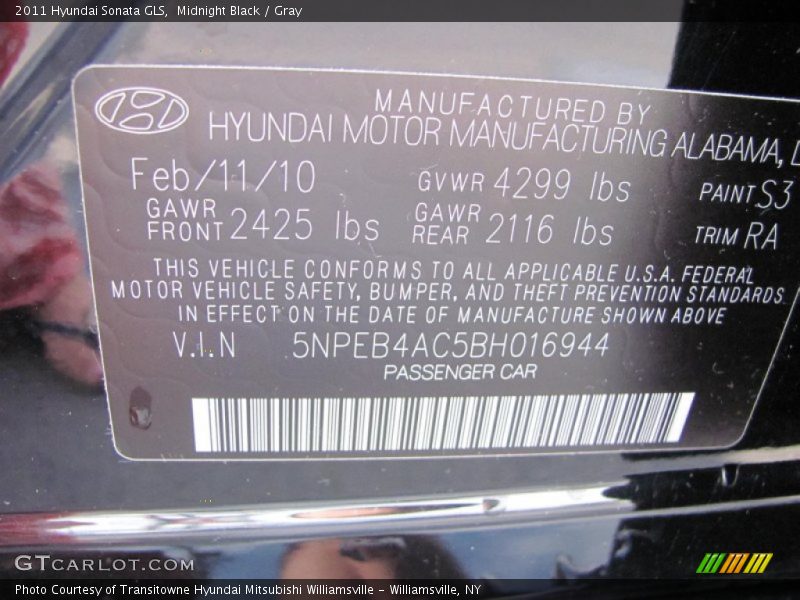 2011 Hyundai Sonata GLS,  Midnight Black / Gray
MANUFACTURED BY
HYUNDAI MOTOR MANUFACTURING ALABAMA,
Feb/11/10 GVWR 4299 lbs PAINT S3
GAWR FRONT 2425 lbs GAWR REAR 2116 lbs TRIM RA
THIS VEHICLE CONFORMS TO ALL APPLICABLE U.S.A. FEDERAL
MOTOR VEHICLE SAFETY, BUMPER, AND THEFT PREVENTION STANDARDS
IN EFFECT ON THE DATE OF MANUFACTURE SHOWN ABOVE
V.I.N 5NPEB4AC5BH016944
PASSENGER CAR
GTCARLOT.COM
Photo Courtesy of Transitowne Hyundai Mitsubishi Williamsville - Williamsville, NY